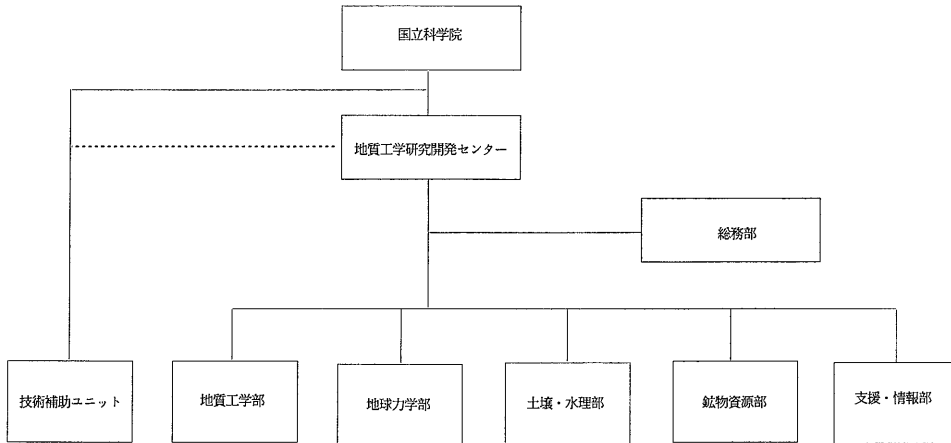 国立科学院
地質工学研究開発センター
総務部
技術補助ユニット
地質工学部
地球力学部
土壌・水理部
鉱物資源部
支援・情報部